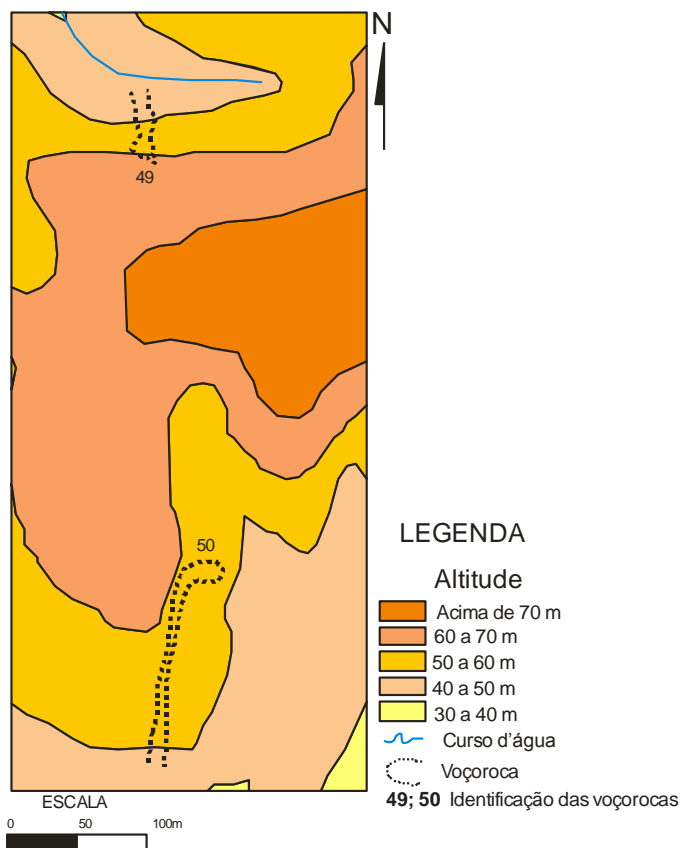 N
49
50
LEGENDA
Altitude
Acima de 70 m
60 a 70 m
50 a 60 m
40 a 50 m
30 a 40 m
Curso d'água
Voçoroca
49; 50 Identificação das voçorocas
ESCALA
0 50 100m